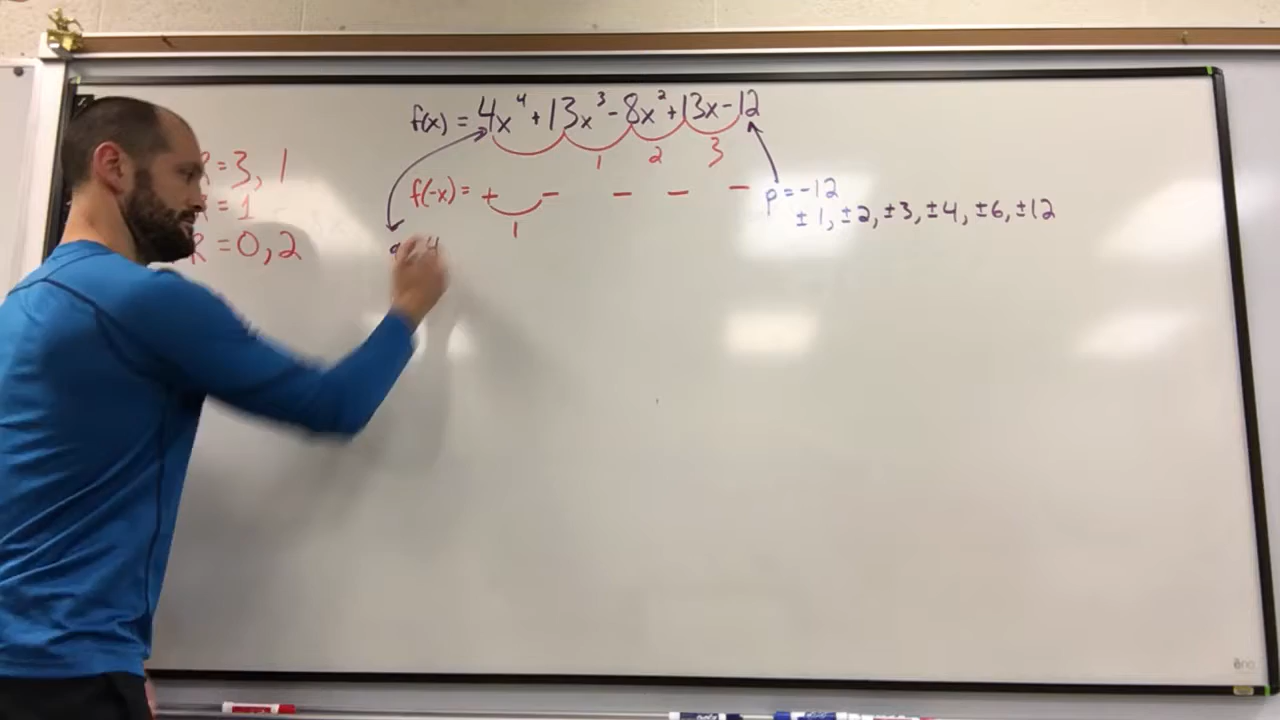 f(x) = 4x⁴ + 13x³ - 8x² + 13x - 12
1 2 3
R = 3, 1
R = 1
R = 0, 2
f(-x) = + - - - -
1
p = -12
± 1, ± 2, ± 3, ± 4, ± 6, ± 12
4